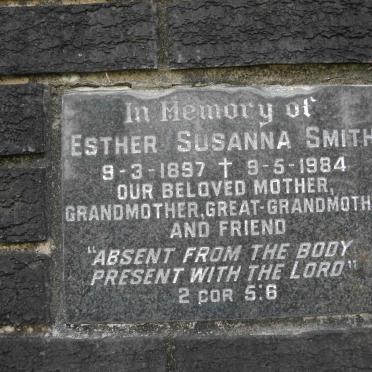 In Memory of
ESTHER SUSANNA SMITH
9-3-1897 † 9-5-1984
OUR BELOVED MOTHER,
GRANDMOTHER, GREAT-GRANDMOTH
AND FRIEND
"ABSENT FROM THE BODY
PRESENT WITH THE LORD"
2 COR 5:6